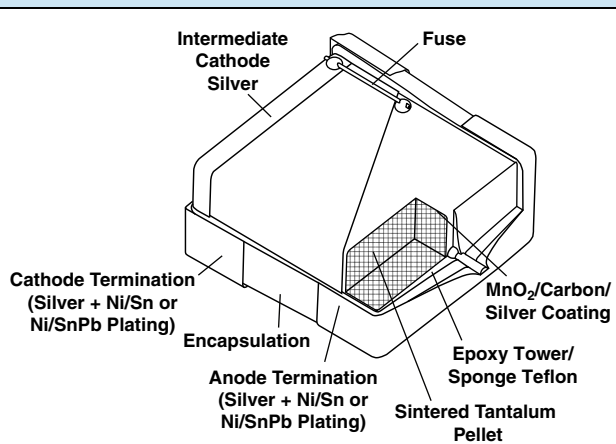 Intermediate
Cathode
Silver
Fuse
Cathode Termination
(Silver + Ni/Sn or
Ni/SnPb Plating)
Encapsulation
Anode Termination
(Silver + Ni/Sn or
Ni/SnPb Plating)
MnO₂/Carbon/
Silver Coating
Epoxy Tower/
Sponge Teflon
Sintered Tantalum
Pellet